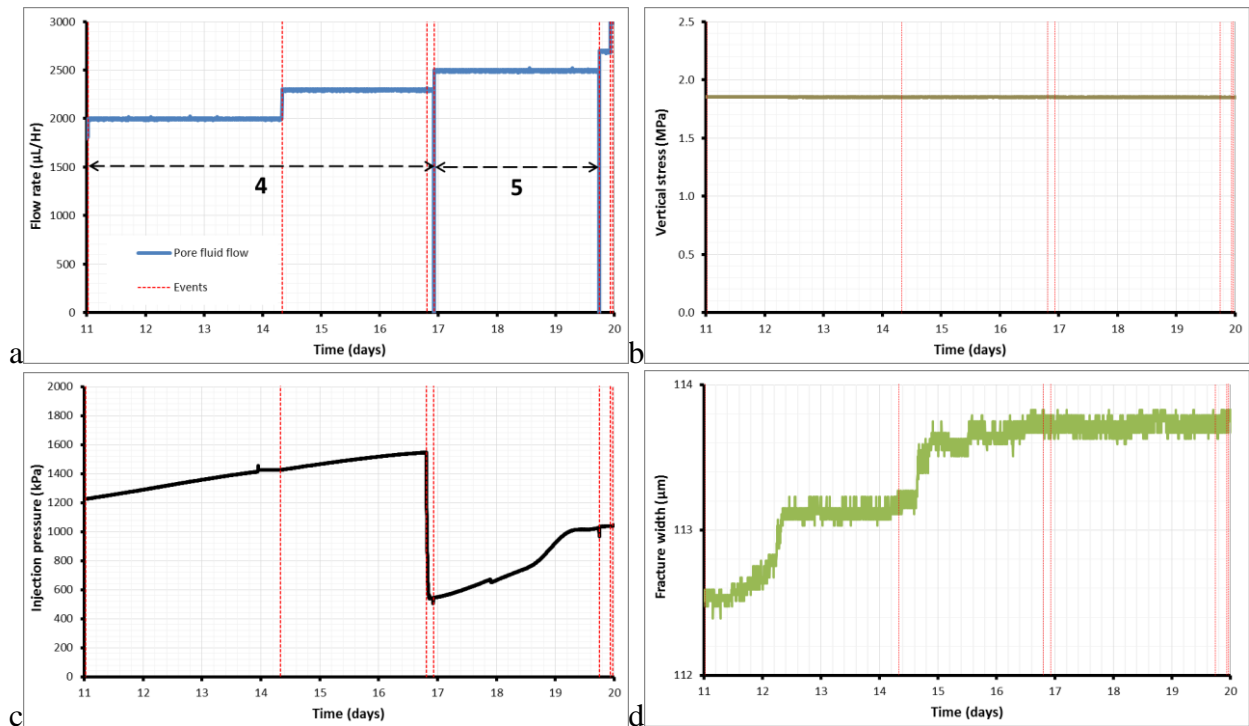 3000
2500
2000
1500
1000
500
0
Flow rate (µL/Hr)
4
5
Pore fluid flow
Events
11 12 13 14 15 16 17 18 19 20
Time (days)
a
2.5
2.0
1.5
1.0
0.5
0.0
Vertical stress (MPa)
11 12 13 14 15 16 17 18 19 20
Time (days)
b
2000
1800
1600
1400
1200
1000
800
600
400
200
0
Injection pressure (kPa)
11 12 13 14 15 16 17 18 19 20
Time (days)
c
114
113
112
Fracture width (µm)
11 12 13 14 15 16 17 18 19 20
Time (days)
d